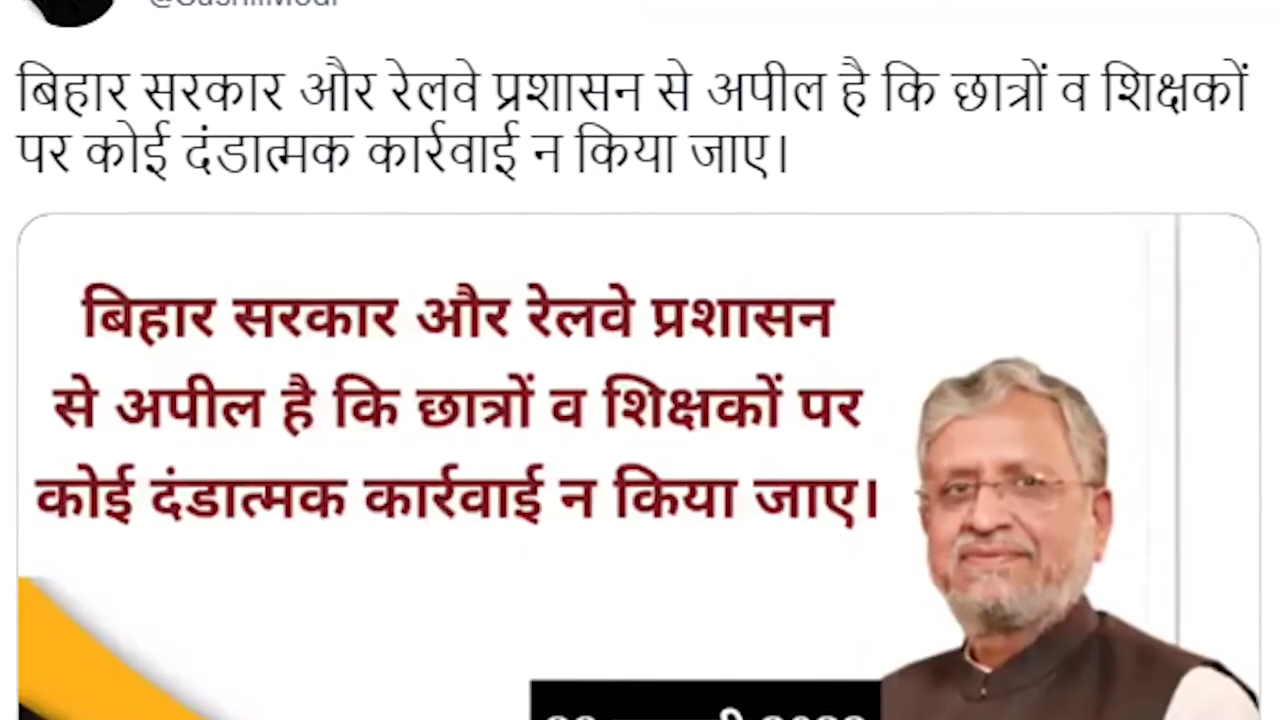 बिहार सरकार और रेलवे प्रशासन से अपील है कि छात्रों व शिक्षकों
पर कोई दंडात्मक कार्रवाई न किया जाए।
बिहार सरकार और रेलवे प्रशासन
से अपील है कि छात्रों व शिक्षकों पर
कोई दंडात्मक कार्रवाई न किया जाए।